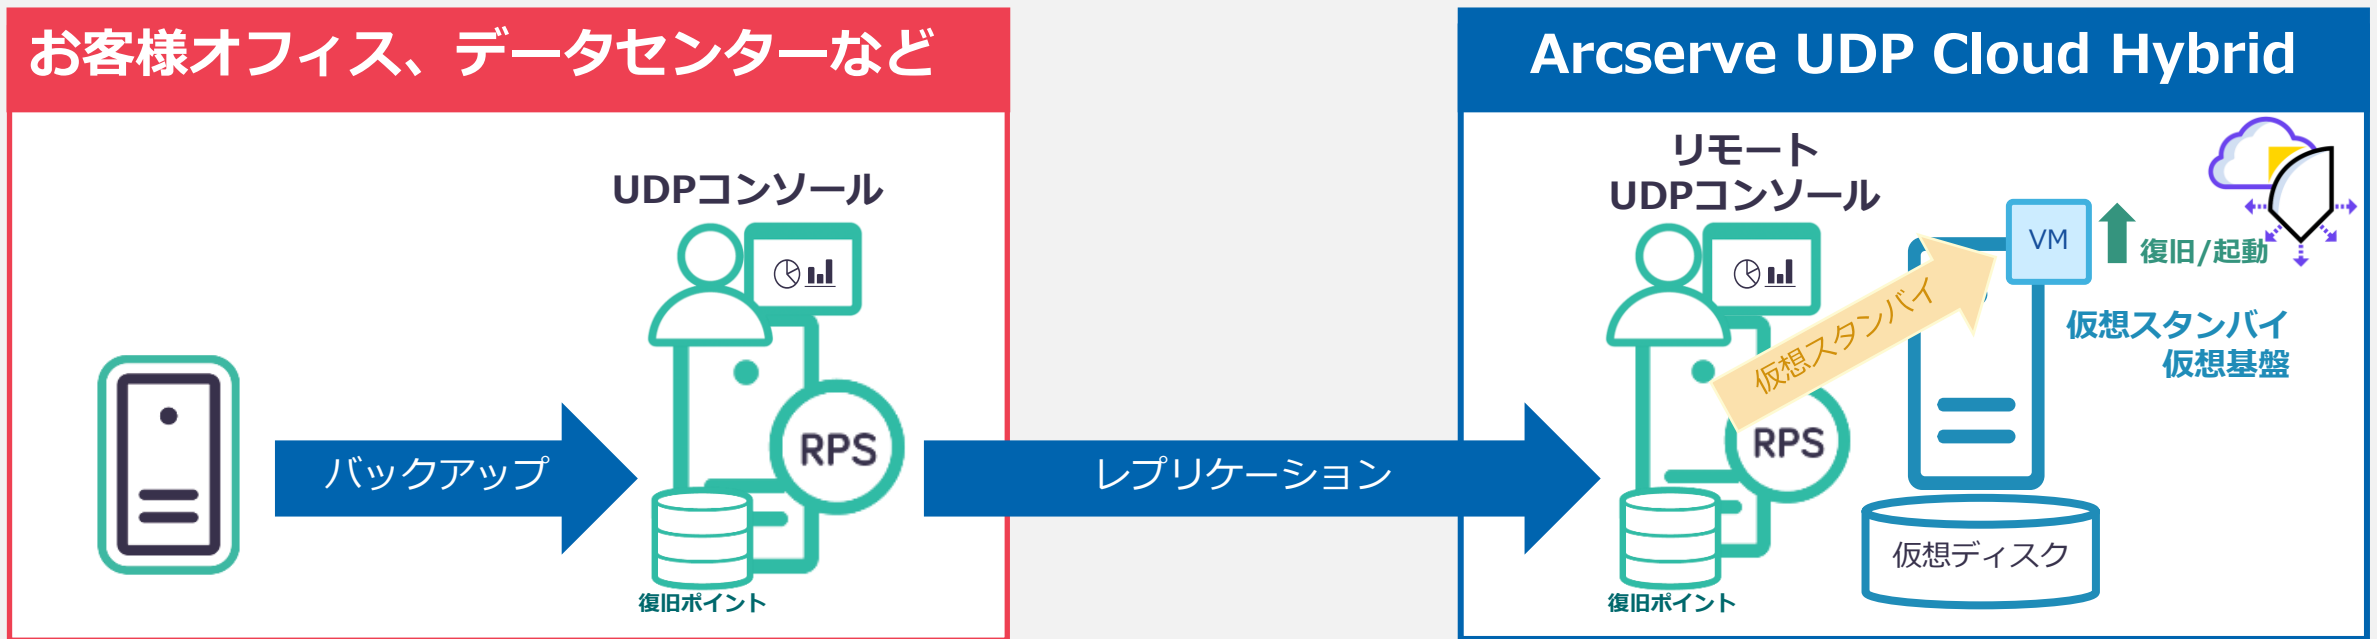 お客様オフィス、データセンターなど
UDPコンソール
RPS
バックアップ
復旧ポイント
レプリケーション
Arcserve UDP Cloud Hybrid
リモート
UDPコンソール
RPS
復旧ポイント
仮想スタンバイ
VM
復旧/起動
仮想スタンバイ
仮想基盤
仮想ディスク